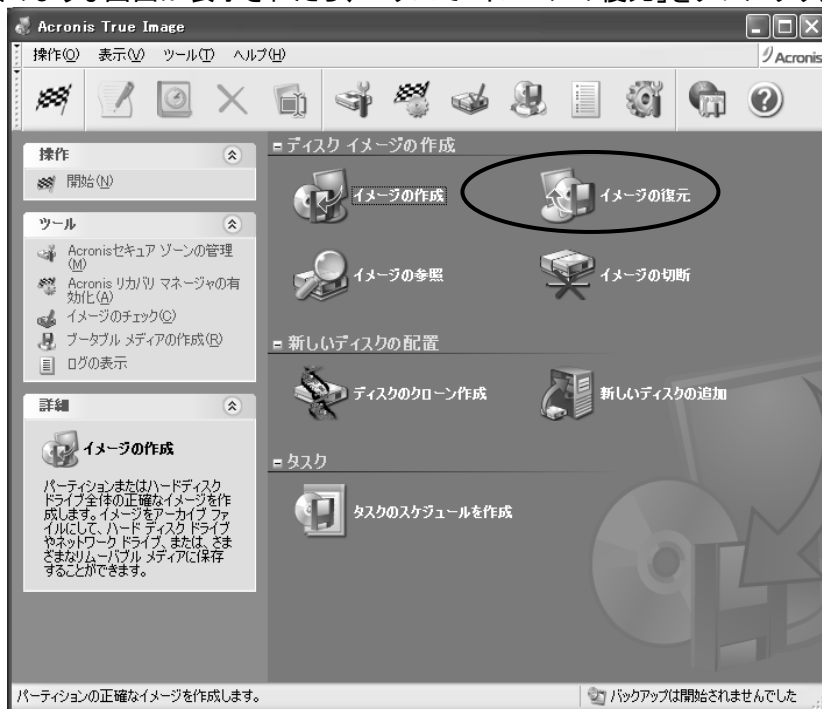 Acronis True Image
操作(O) 表示(V) ツール(T) ヘルプ(H)
Acronis
操作
開始(N)
ツール
Acronisセキュア ゾーンの管理
(M)
Acronis リカバリ マネージャの有
効化(A)
イメージのチェック(C)
ブータブル メディアの作成(R)
ログの表示
詳細
イメージの作成
パーティションまたはハードディスク
ドライブ全体の正確なイメージを作
成します。イメージをアーカイブ ファ
イルにして、ハード ディスク ドライブ
やネットワーク ドライブ、または、さま
ざまなリムーバブル メディアに保存
することができます。
ディスク イメージの作成
イメージの作成
イメージの復元
イメージの参照
イメージの切断
新しいディスクの配置
ディスクのクローン作成
新しいディスクの追加
タスク
タスクのスケジュールを作成
パーティションの正確なイメージを作成します。
バックアップは開始されませんでした